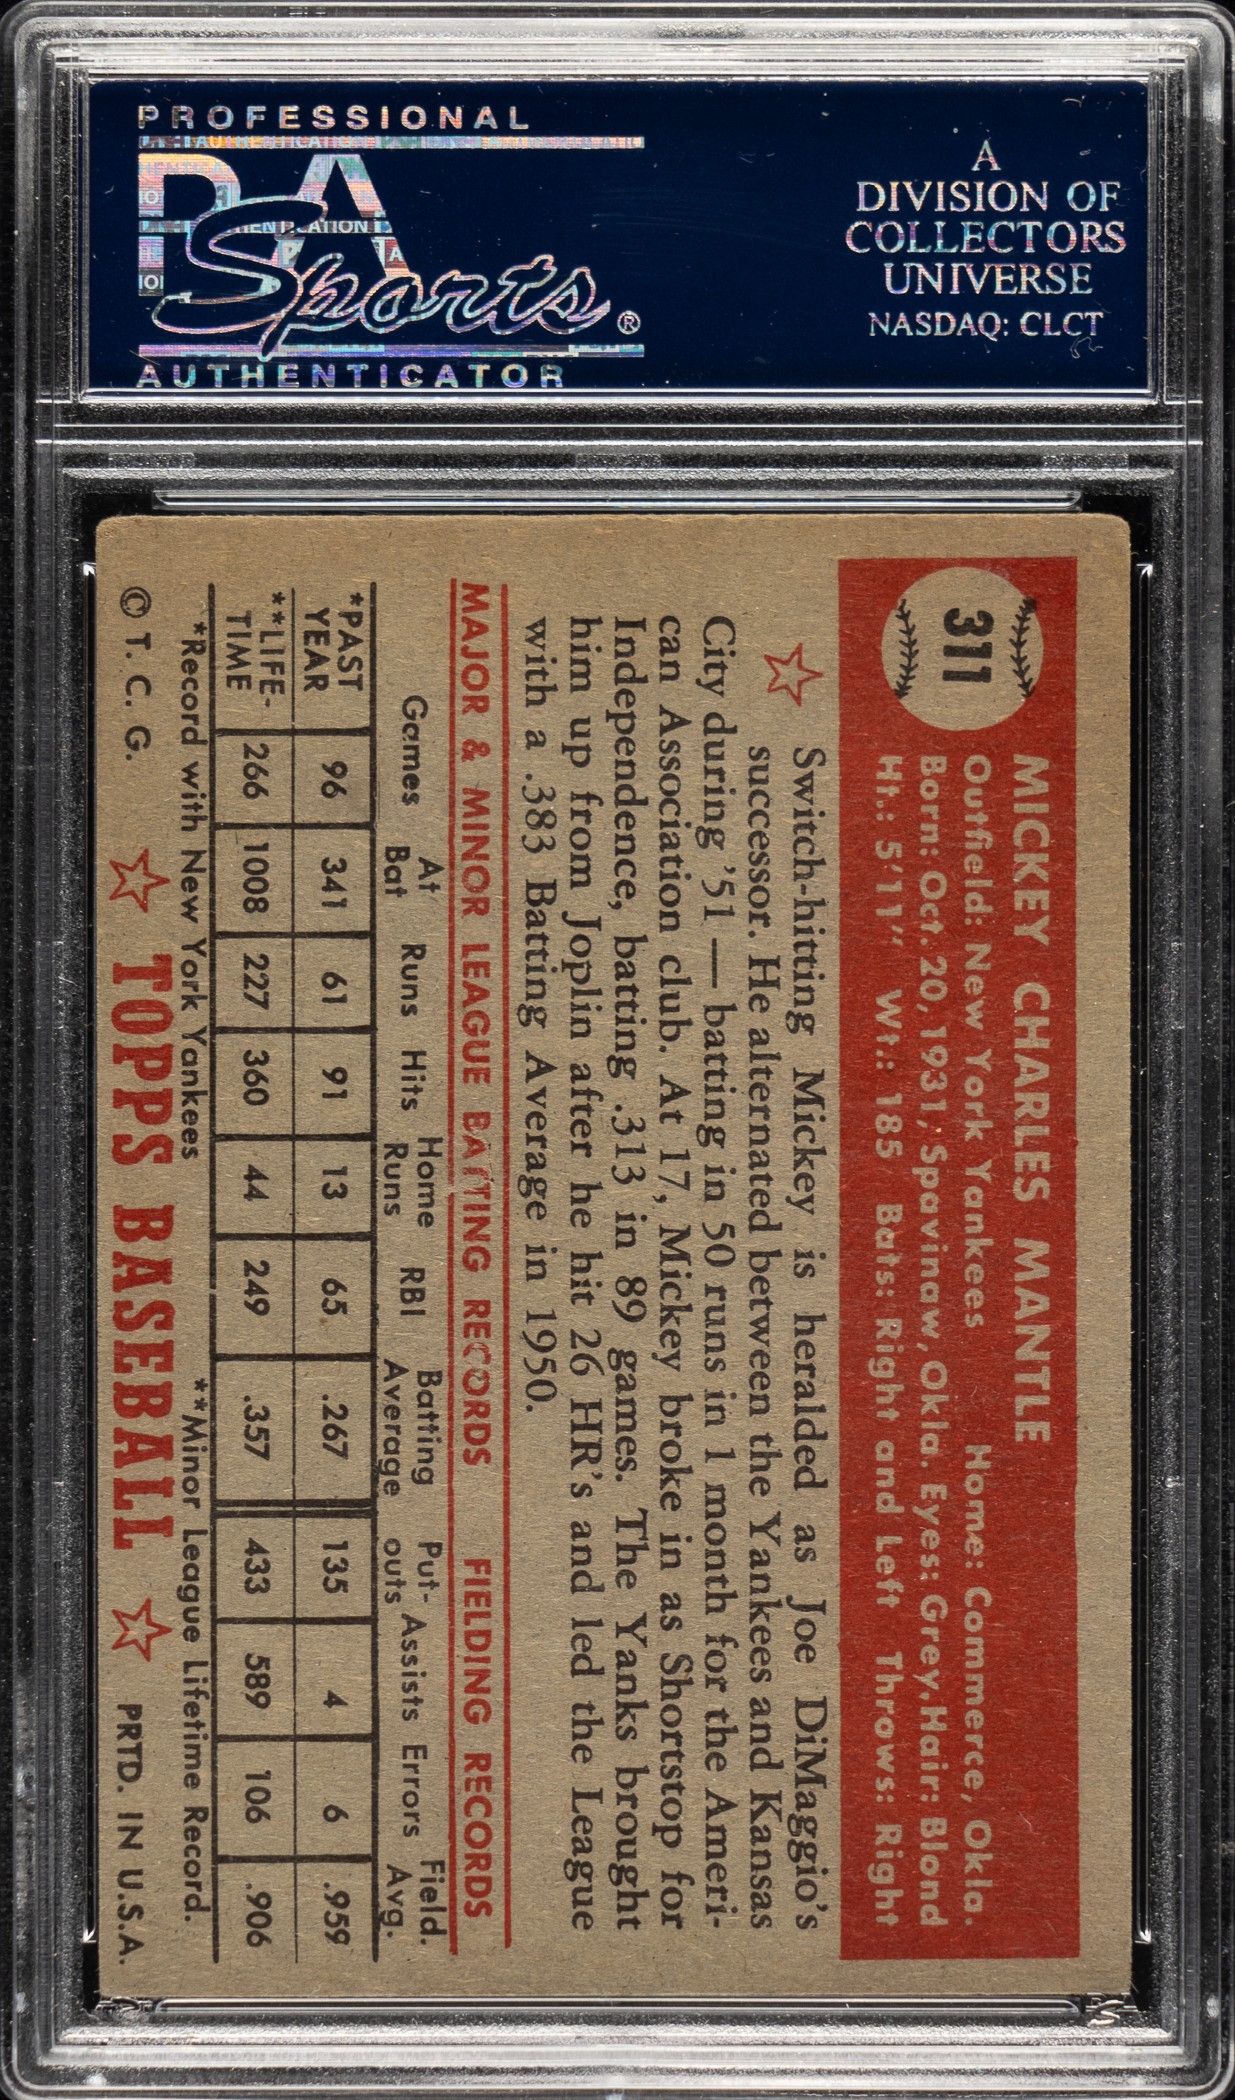 PROFESSIONAL
PSA
Sports®
AUTHENTICATOR
A
DIVISION OF
COLLECTORS
UNIVERSE
NASDAQ: CLCT
311
MICKEY CHARLES MANTLE
Outfield: New York Yankees Home: Commerce, Okla.
Born: Oct. 20, 1931, Spavinaw, Okla. Eyes: Grey. Hair: Blond
Ht.: 5'11" Wt.: 185 Bats: Right and Left Throws: Right
Switch-hitting Mickey is heralded as Joe DiMaggio's
successor. He alternated between the Yankees and Kansas
City during '51 — batting in 50 runs in 1 month for the Ameri-
can Association club. At 17, Mickey broke in as Shortstop for
Independence, batting .313 in 89 games. The Yanks brought
him up from Joplin after he hit 26 HR's and led the League
with a .383 Batting Average in 1950.
MAJOR & MINOR LEAGUE BATTING RECORDS FIELDING RECORDS
Games At Bat Runs Hits Home Runs RBI Batting Average Put-outs Assists Errors Field. Avg.
*PAST YEAR 96 341 61 91 13 65 .267 135 4 6 .959
**LIFE-TIME 266 1008 227 360 44 249 .357 433 589 106 .906
*Record with New York Yankees **Minor League Lifetime Record.
© T. C. G. TOPPS BASEBALL PRTD. IN U.S.A.